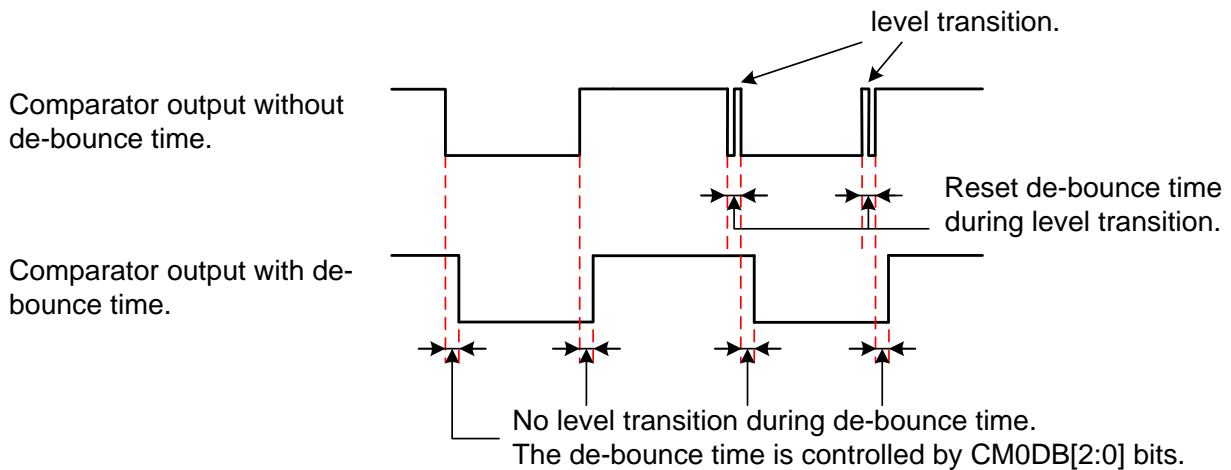 level transition.
Comparator output without
de-bounce time.
Reset de-bounce time
during level transition.
Comparator output with de-
bounce time.
No level transition during de-bounce time.
The de-bounce time is controlled by CM0DB[2:0] bits.